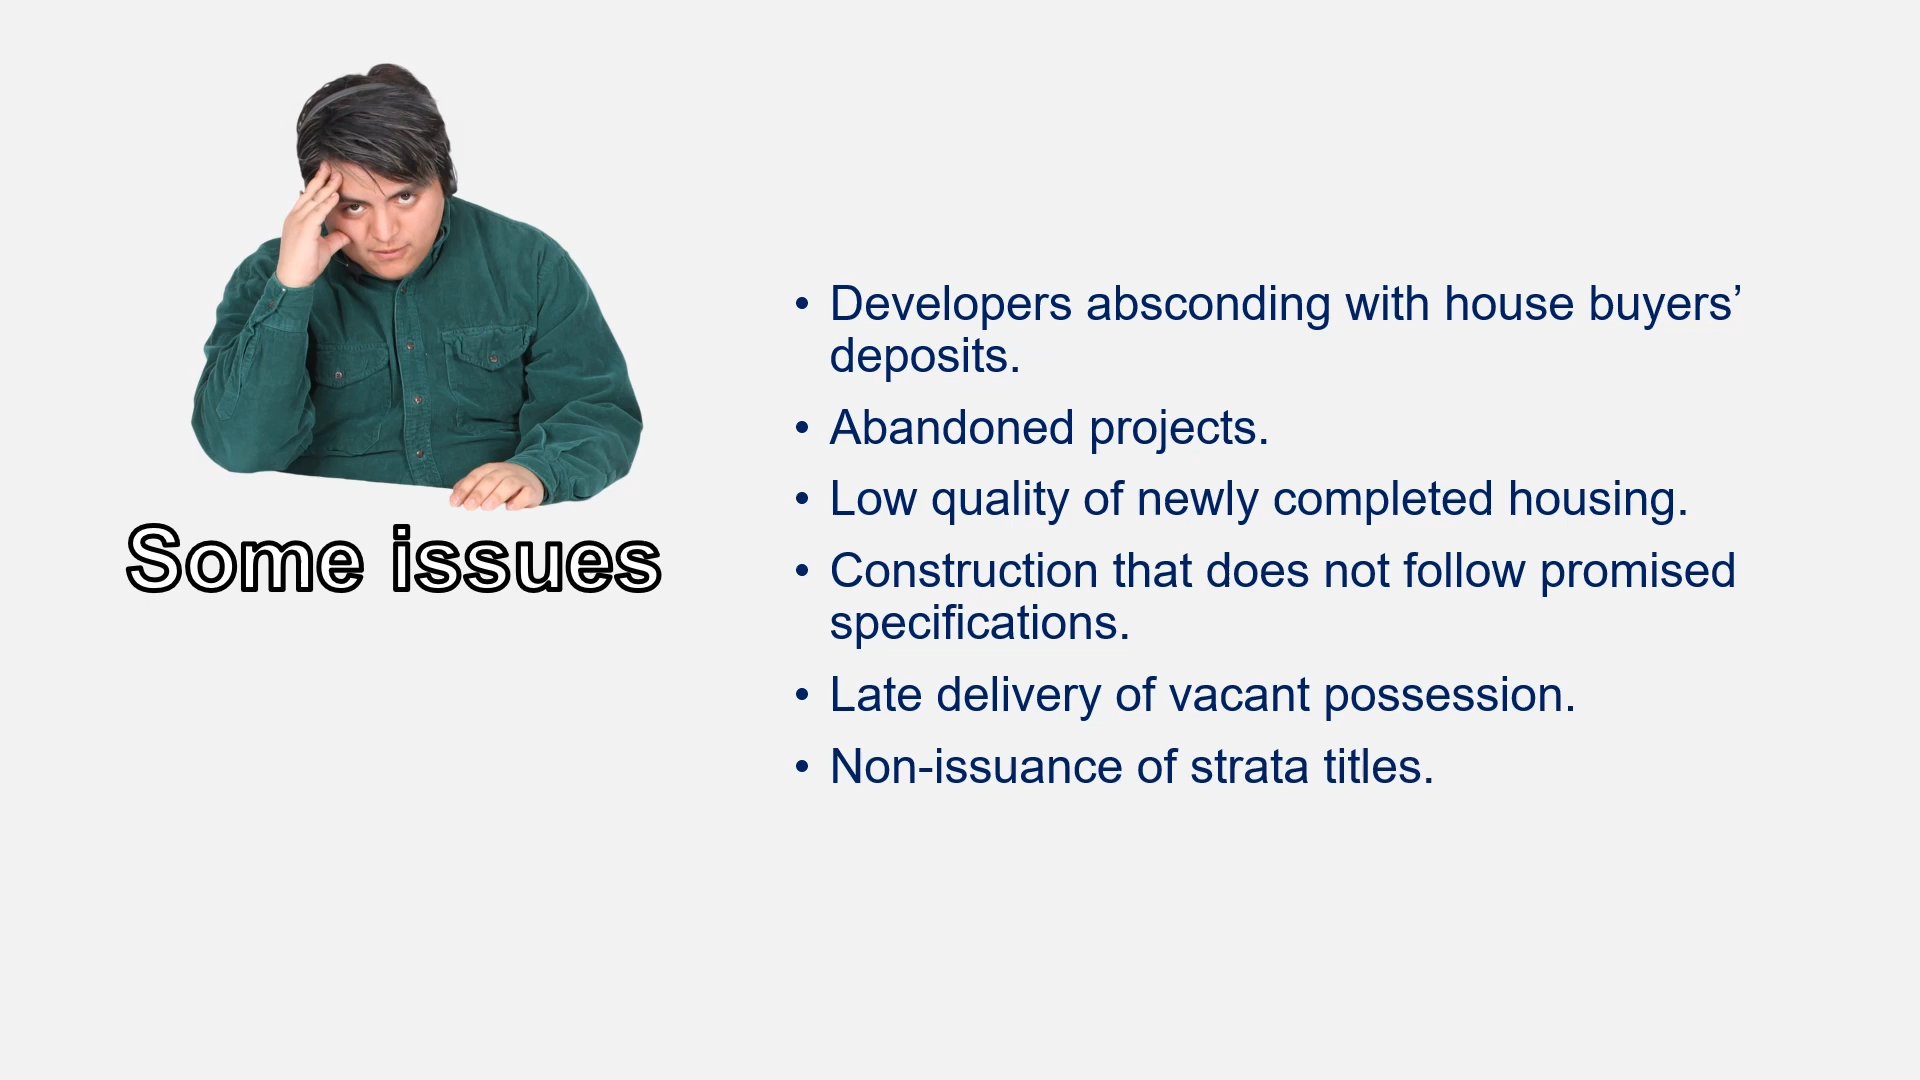 Some issues
• Developers absconding with house buyers’
deposits.
• Abandoned projects.
• Low quality of newly completed housing.
• Construction that does not follow promised
specifications.
• Late delivery of vacant possession.
• Non-issuance of strata titles.